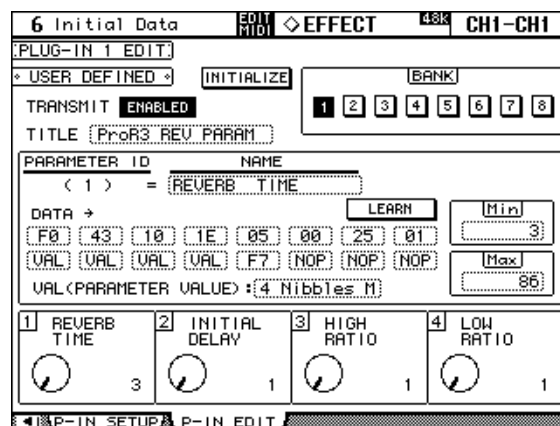 6 Initial Data EDIT MIDI ◇EFFECT 48K CH1-CH1
PLUG-IN 1 EDIT
USER DEFINED INITIALIZE BANK
TRANSMIT ENABLED 1 2 3 4 5 6 7 8
TITLE ProR3 REV PARAM
PARAMETER ID NAME
( 1 ) = REVERB TIME
DATA → LEARN Min
F0 43 10 1E 05 00 25 01 3
VAL VAL VAL VAL F7 NOP NOP NOP Max
VAL(PARAMETER VALUE): 4 Nibbles M 86
1 REVERB TIME 2 INITIAL DELAY 3 HIGH RATIO 4 LOW RATIO
3 1 1 1
P-IN SETUP P-IN EDIT